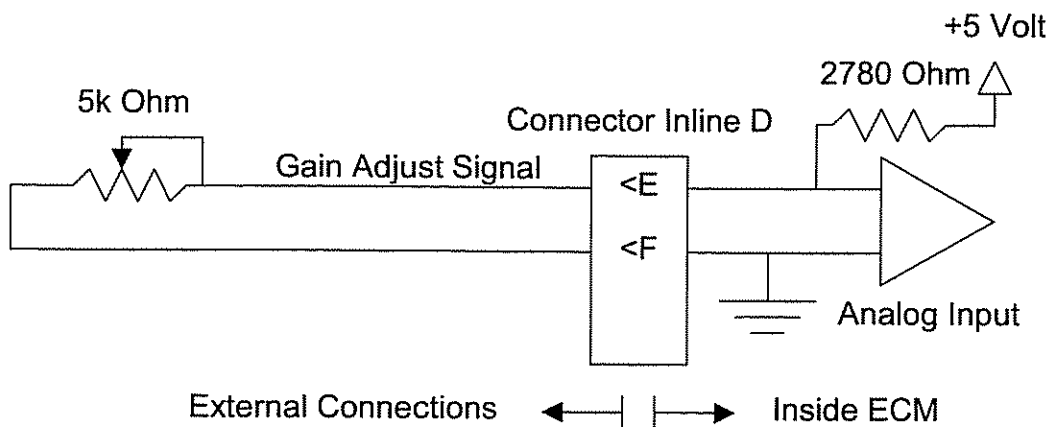 +5 Volt
2780 Ohm
5k Ohm
Connector Inline D
Gain Adjust Signal
<E
<F
Analog Input
External Connections
Inside ECM